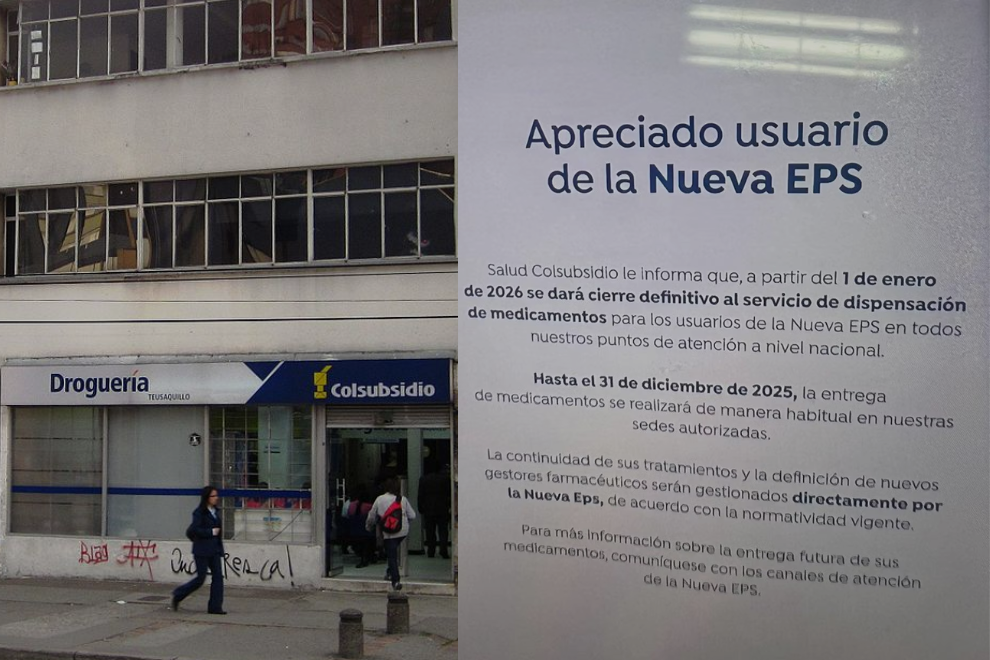 Droguería
TEUSAQUILLO
Colsubsidio
Apreciado usuario
de la Nueva EPS
Salud Colsubsidio le informa que, a partir del 1 de enero
de 2026 se dará cierre definitivo al servicio de dispensación
de medicamentos para los usuarios de la Nueva EPS en todos
nuestros puntos de atención a nivel nacional.
Hasta el 31 de diciembre de 2025, la entrega
de medicamentos se realizará de manera habitual en nuestras
sedes autorizadas.
La continuidad de sus tratamientos y la definición de nuevos
gestores farmacéuticos serán gestionados directamente por
la Nueva Eps, de acuerdo con la normatividad vigente.
Para más información sobre la entrega futura de sus
medicamentos, comuníquese con los canales de atención
de la Nueva EPS.